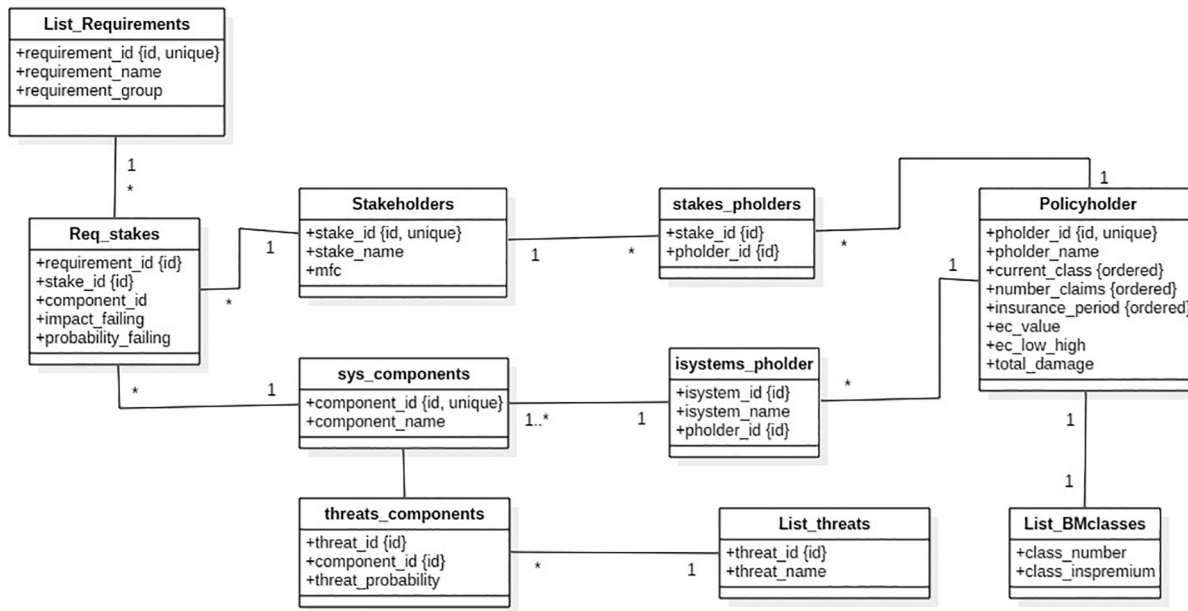 List_Requirements
+requirement_id {id, unique}
+requirement_name
+requirement_group
1
*
Req_stakes
+requirement_id {id}
+stake_id {id}
+component_id
+impact_failing
+probability_failing
1
*
Stakeholders
+stake_id {id, unique}
+stake_name
+mfc
1
*
stakes_pholders
+stake_id {id}
+pholder_id {id}
*
1
Policyholder
+pholder_id {id, unique}
+pholder_name
+current_class {ordered}
+number_claims {ordered}
+insurance_period {ordered}
+ec_value
+ec_low_high
+total_damage
*
1
sys_components
+component_id {id, unique}
+component_name
1..*
1
isystems_pholder
+isystem_id {id}
+isystem_name
+pholder_id {id}
*
1
threats_components
+threat_id {id}
+component_id {id}
+threat_probability
*
1
List_threats
+threat_id {id}
+threat_name
1
1
List_BMclasses
+class_number
+class_inspremium